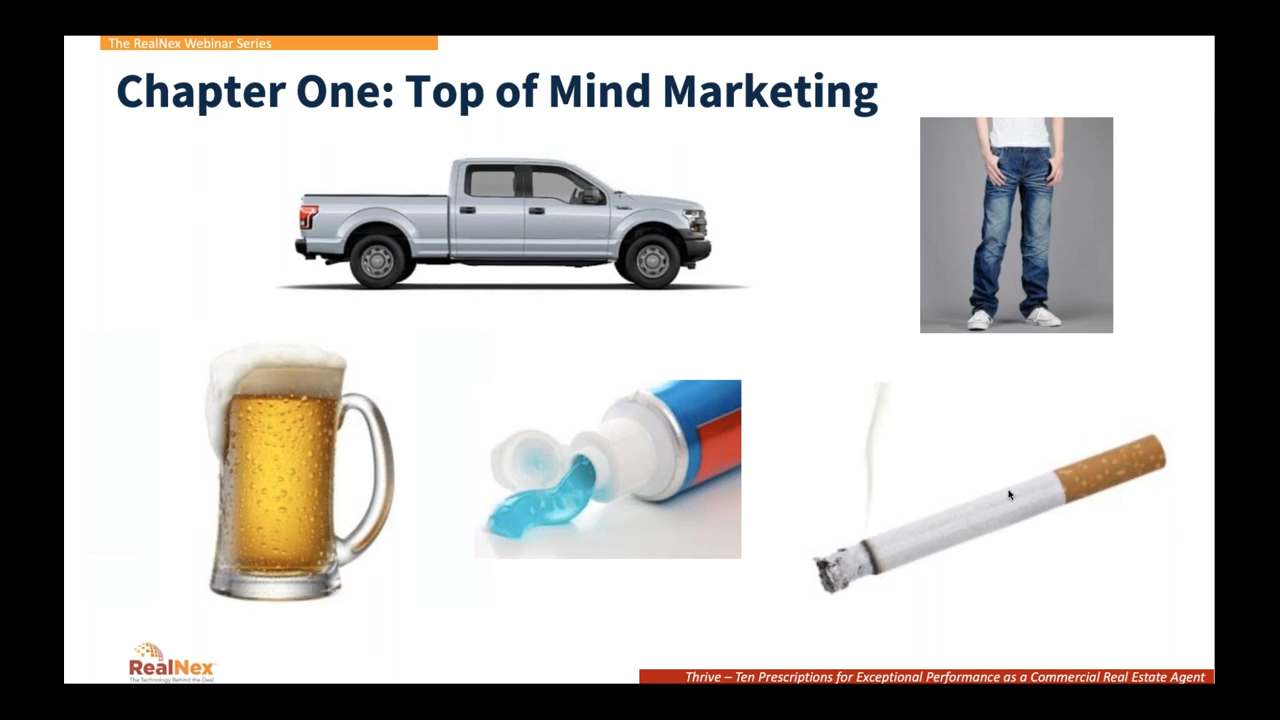 The RealNex Webinar Series
Chapter One: Top of Mind Marketing
RealNex
The Technology Behind the Deal
Thrive – Ten Prescriptions for Exceptional Performance as a Commercial Real Estate Agent